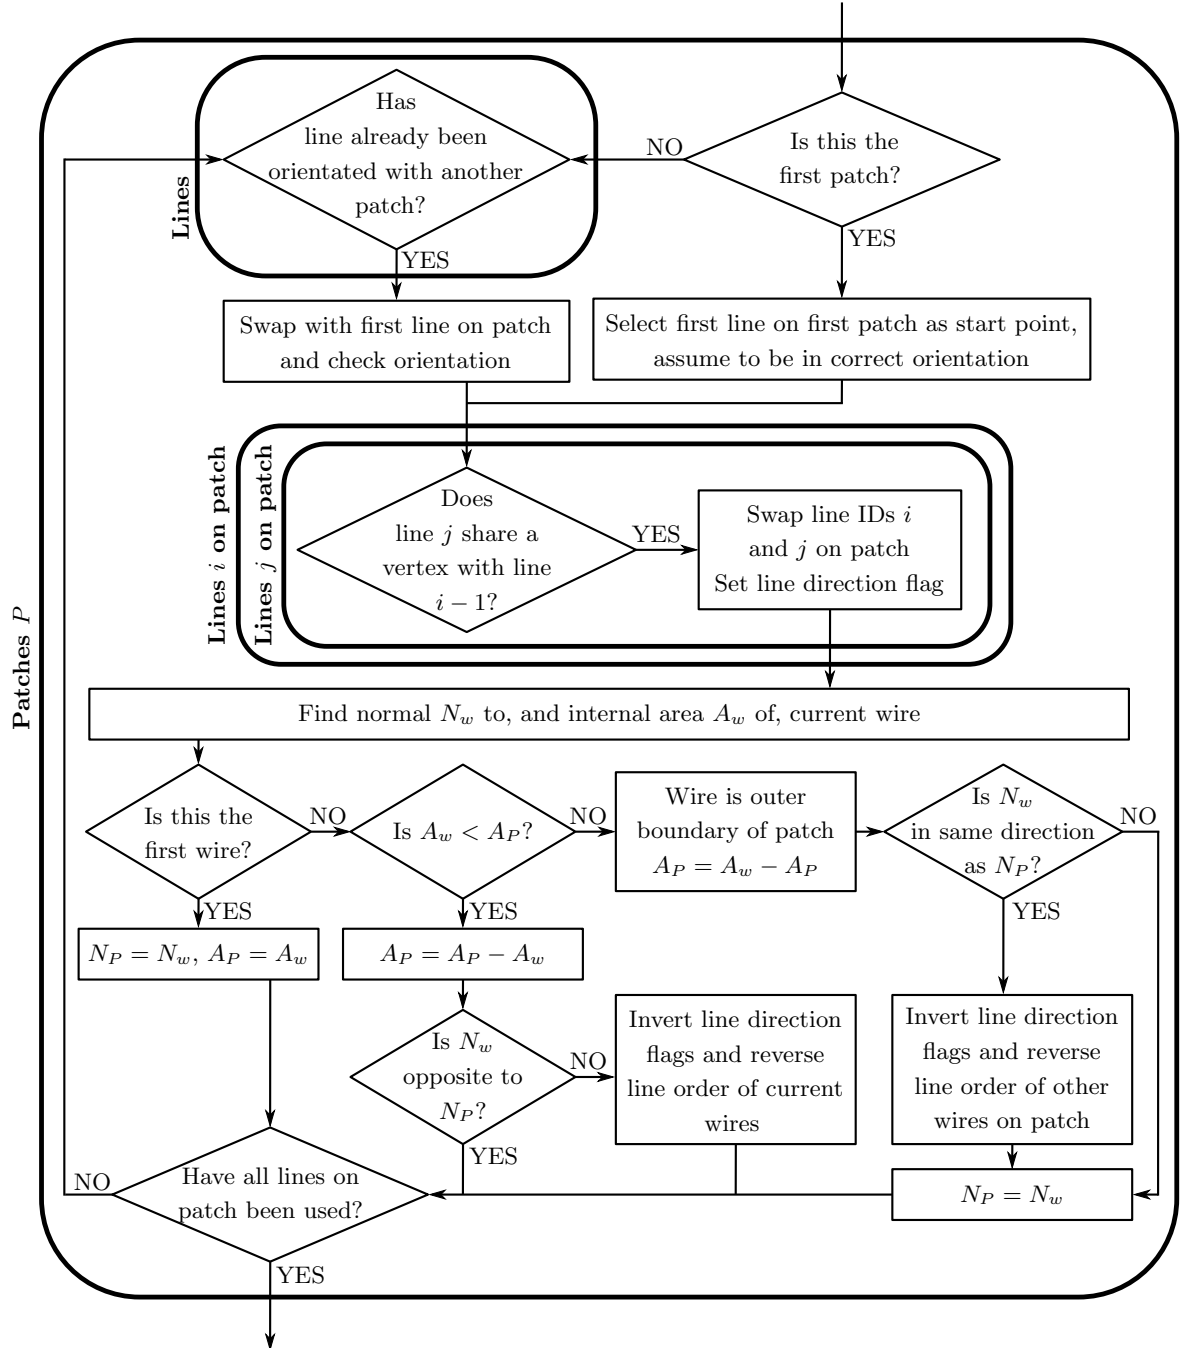 Has
line already been
orientated with another
patch?
NO
Is this the
first patch?
Lines
YES
YES
Swap with first line on patch
and check orientation
Select first line on first patch as start point,
assume to be in correct orientation
Lines i on patch
Lines j on patch
Does
line j share a
vertex with line
i − 1?
YES
Swap line IDs i
and j on patch
Set line direction flag
Patches P
Find normal N_w to, and internal area A_w of, current wire
Is this the
first wire?
NO
Is A_w < A_P?
NO
Wire is outer
boundary of patch
A_P = A_w − A_P
Is N_w
in same direction
as N_P?
NO
YES
YES
YES
N_P = N_w, A_P = A_w
A_P = A_P − A_w
Is N_w
opposite to
N_P?
NO
Invert line direction
flags and reverse
line order of current
wires
Invert line direction
flags and reverse
line order of other
wires on patch
YES
NO
Have all lines on
patch been used?
N_P = N_w
YES